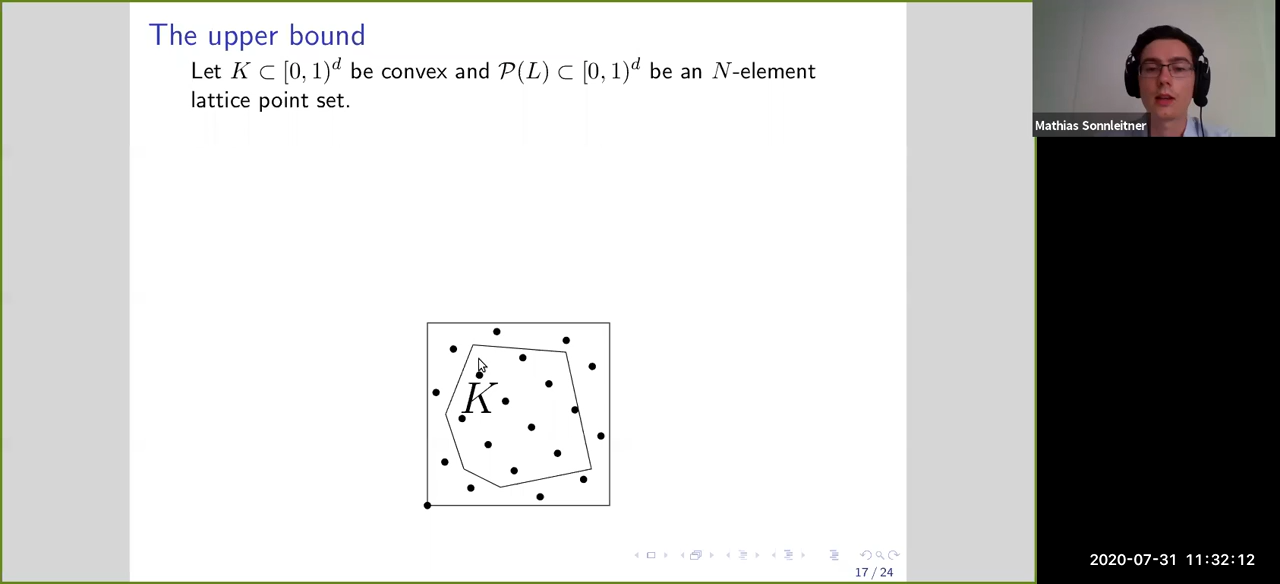 The upper bound
Let K ⊂ [0, 1)^d be convex and P(L) ⊂ [0, 1)^d be an N-element
lattice point set.
Mathias Sonnleitner
K
17 / 24
2020-07-31 11:32:12